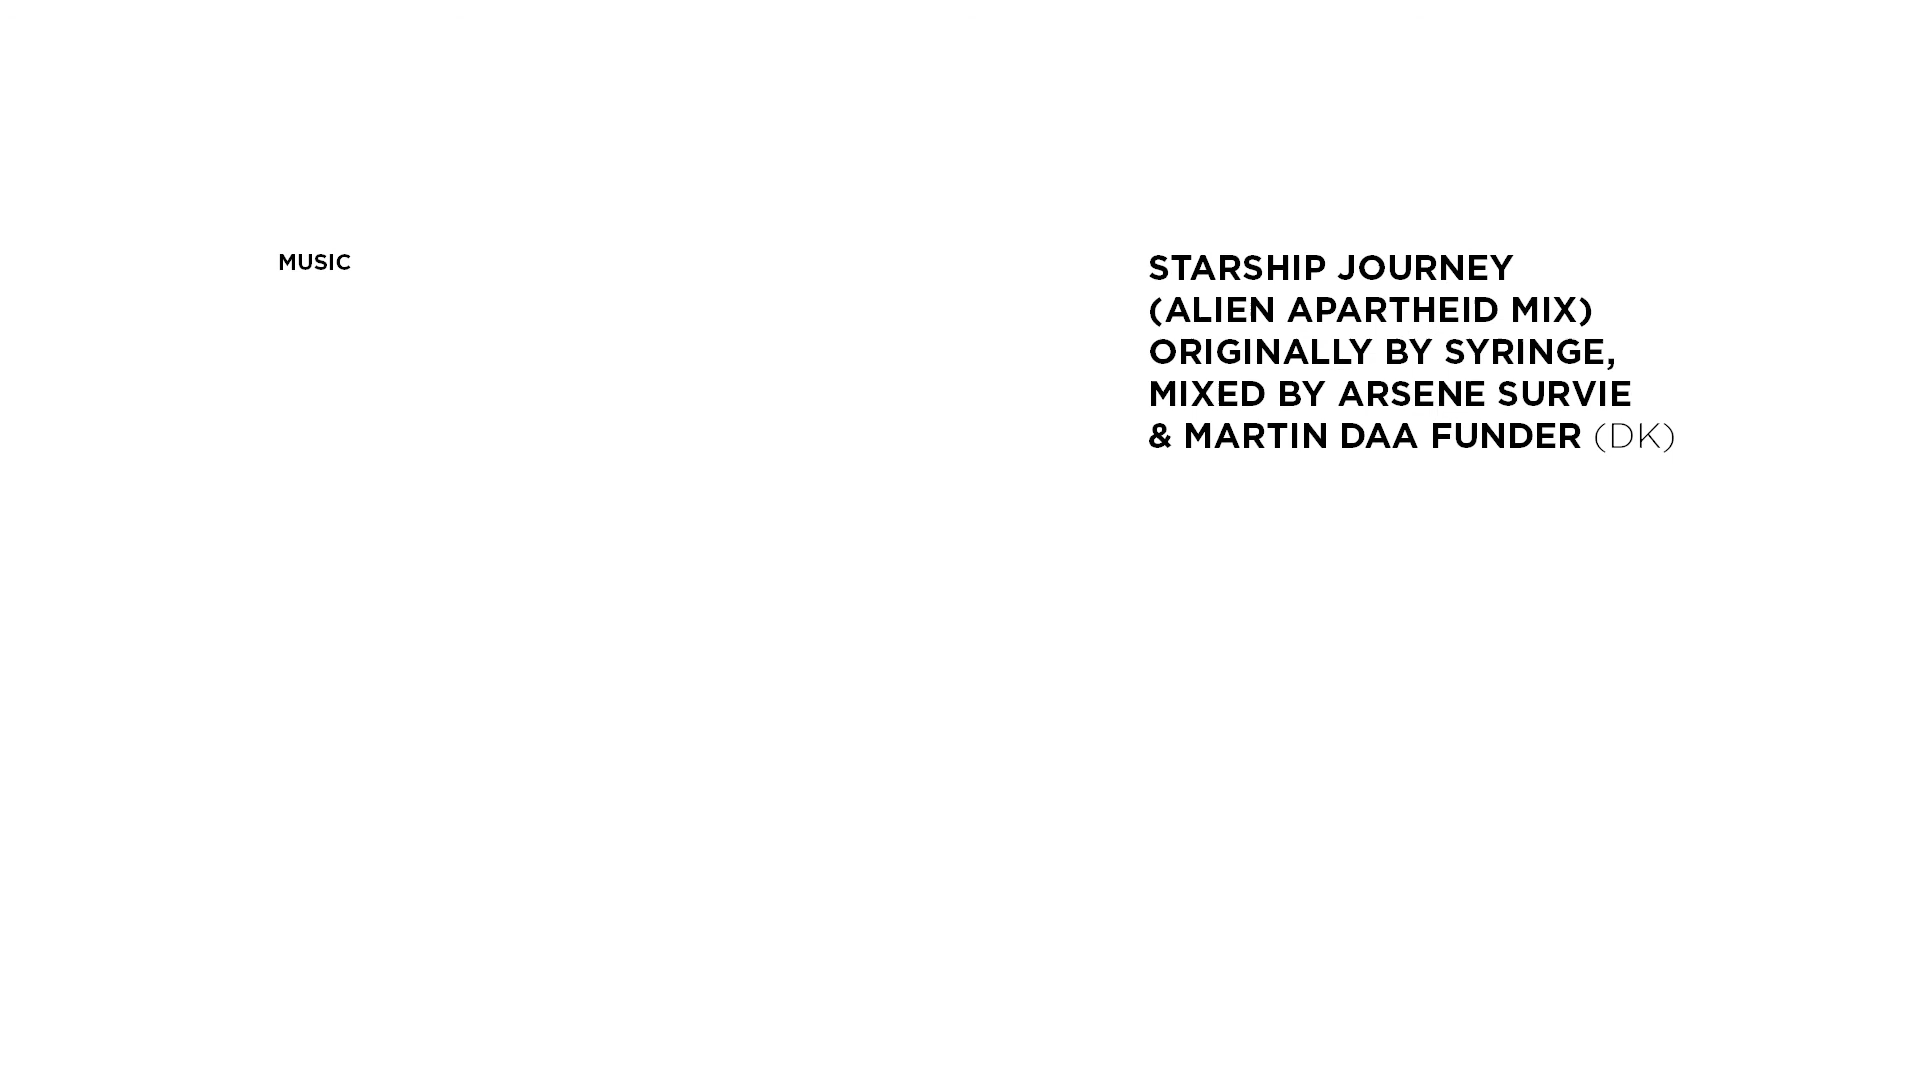 MUSIC
STARSHIP JOURNEY
(ALIEN APARTHEID MIX)
ORIGINALLY BY SYRINGE,
MIXED BY ARSENE SURVIE
& MARTIN DAA FUNDER (DK)